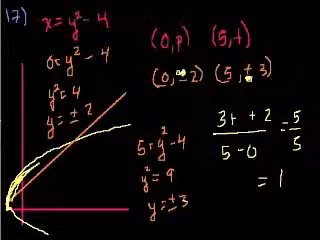 17)
x = y² - 4
0 = y² - 4
y² = 4
y = ± 2
(0, p) (5, t)
(0, ± 2) (5, ± 3)
5 = y² - 4
y² = 9
y = ± 3
3 + + 2 / 5 - 0 = 5 / 5
= 1